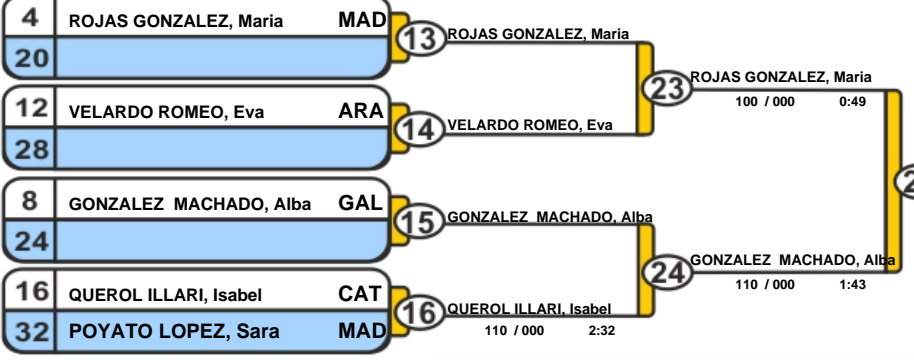 4 ROJAS GONZALEZ, Maria MAD
20
13 ROJAS GONZALEZ, Maria
12 VELARDO ROMEO, Eva ARA
28
14 VELARDO ROMEO, Eva
23 ROJAS GONZALEZ, Maria
100 / 000 0:49
8 GONZALEZ MACHADO, Alba GAL
24
15 GONZALEZ MACHADO, Alba
16 QUEROL ILLARI, Isabel CAT
32 POYATO LOPEZ, Sara MAD
16 QUEROL ILLARI, Isabel
110 / 000 2:32
24 GONZALEZ MACHADO, Alba
110 / 000 1:43